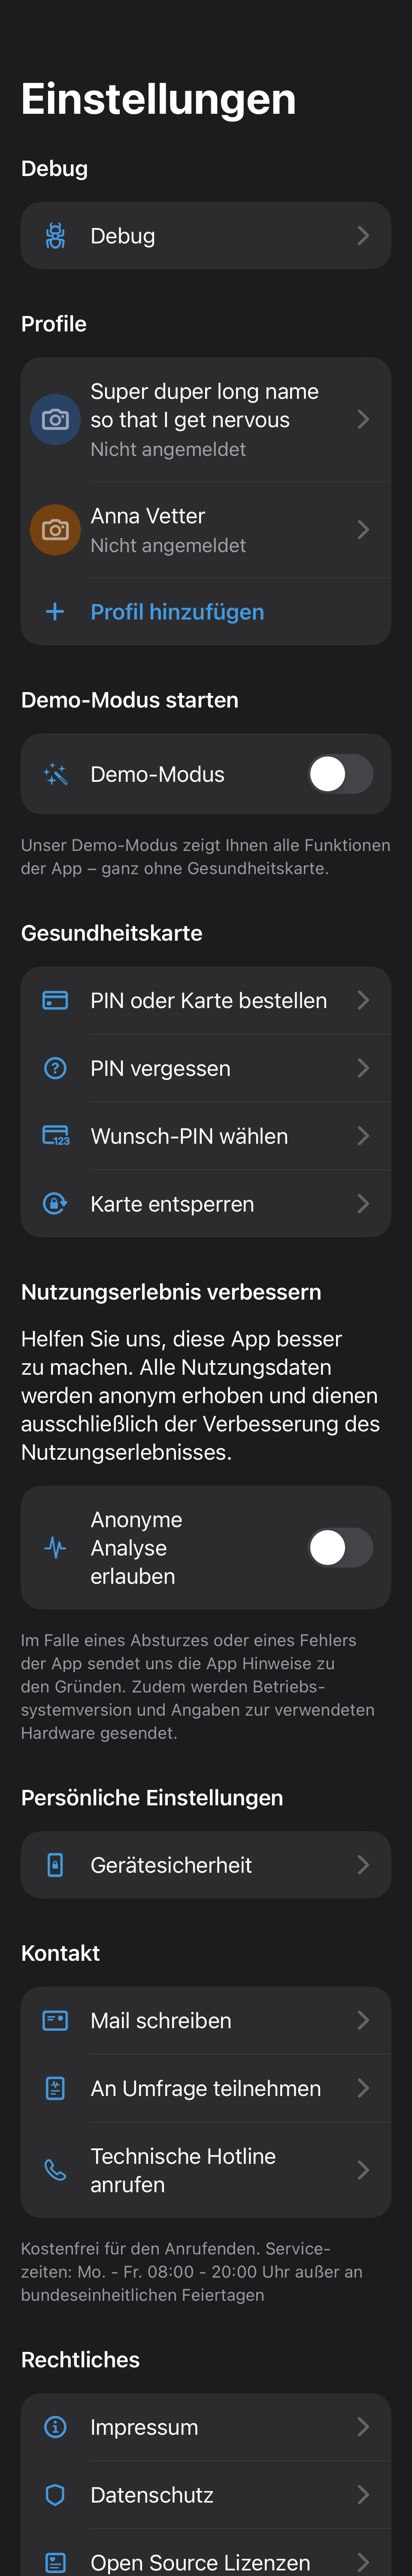 Einstellungen
Debug
Debug
Profile
Super duper long name
so that I get nervous
Nicht angemeldet
Anna Vetter
Nicht angemeldet
Profil hinzufügen
Demo-Modus starten
Demo-Modus
Unser Demo-Modus zeigt Ihnen alle Funktionen
der App – ganz ohne Gesundheitskarte.
Gesundheitskarte
PIN oder Karte bestellen
PIN vergessen
123
Wunsch-PIN wählen
Karte entsperren
Nutzungserlebnis verbessern
Helfen Sie uns, diese App besser
zu machen. Alle Nutzungsdaten
werden anonym erhoben und dienen
ausschließlich der Verbesserung des
Nutzungserlebnisses.
Anonyme
Analyse
erlauben
Im Falle eines Absturzes oder eines Fehlers
der App sendet uns die App Hinweise zu
den Gründen. Zudem werden Betriebs-
systemversion und Angaben zur verwendeten
Hardware gesendet.
Persönliche Einstellungen
Gerätesicherheit
Kontakt
Mail schreiben
An Umfrage teilnehmen
Technische Hotline
anrufen
Kostenfrei für den Anrufenden. Service-
zeiten: Mo. - Fr. 08:00 - 20:00 Uhr außer an
bundeseinheitlichen Feiertagen
Rechtliches
Impressum
Datenschutz
Open Source Lizenzen